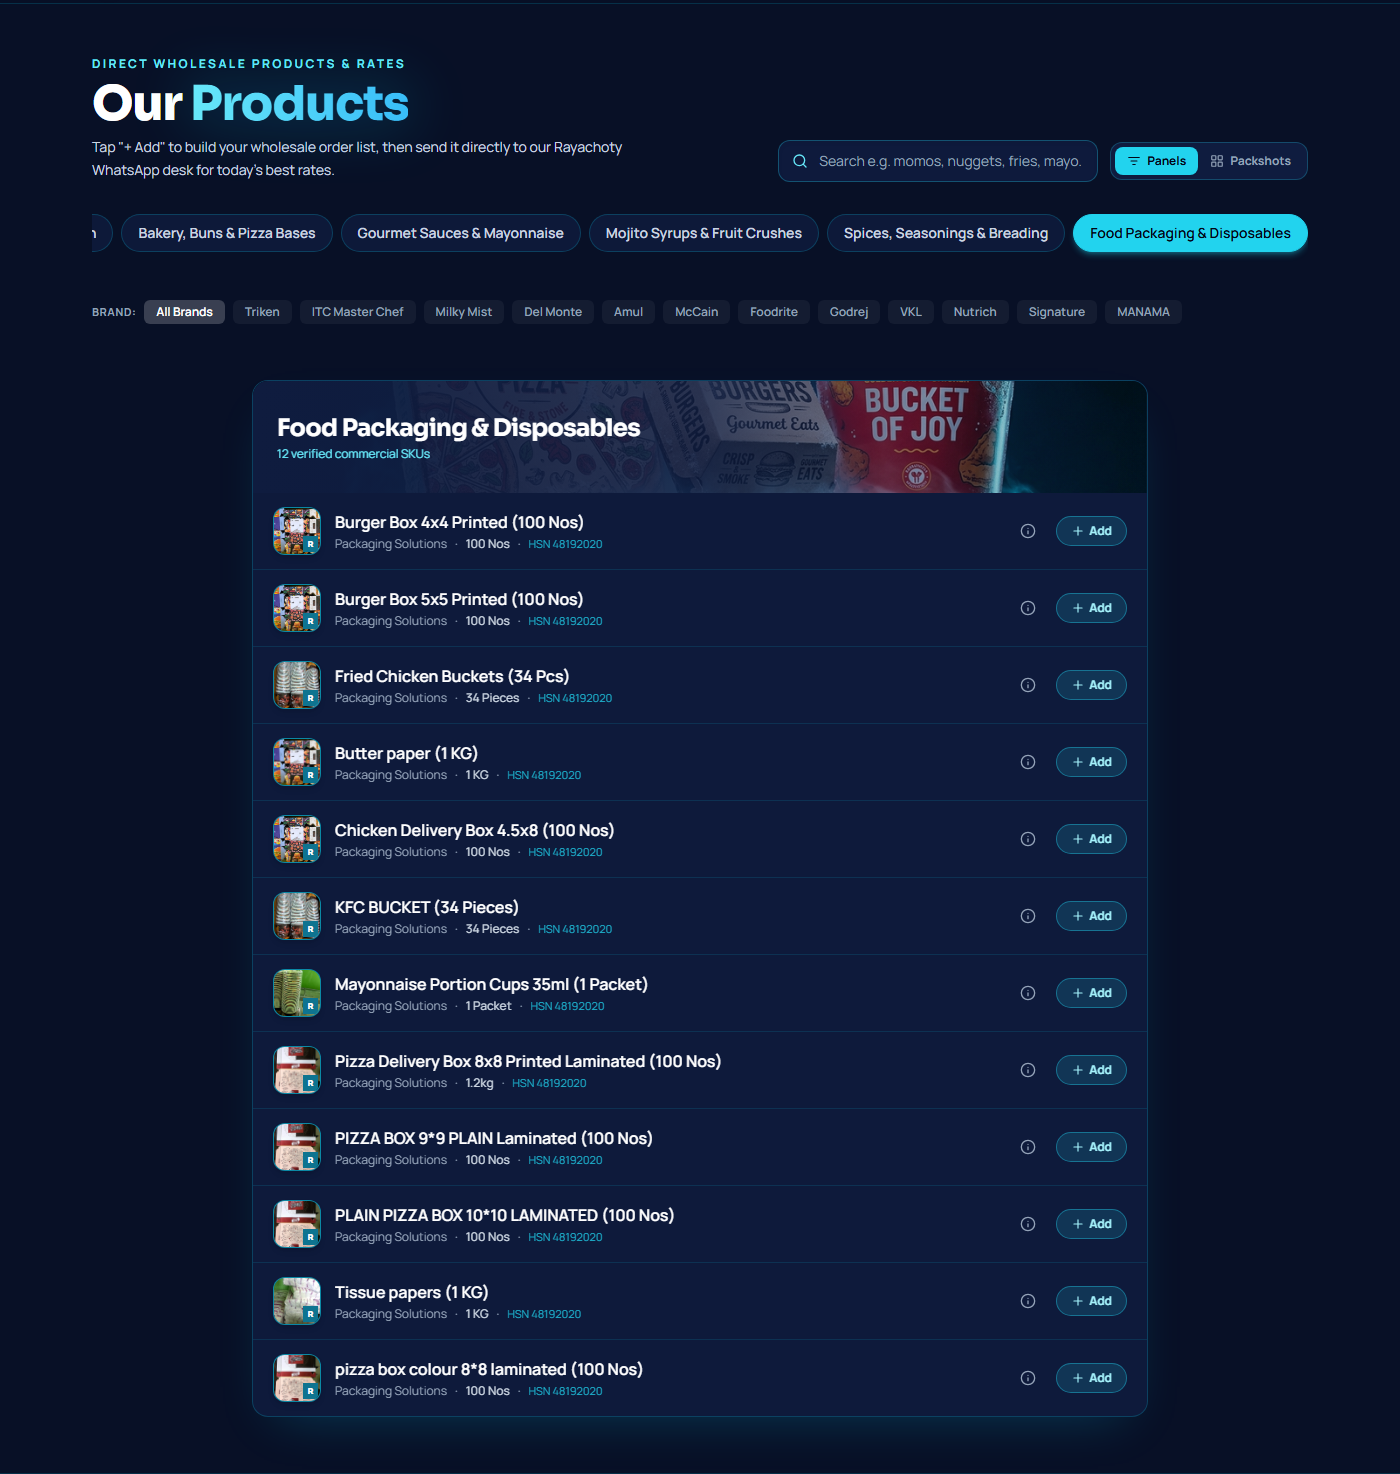 DIRECT WHOLESALE PRODUCTS & RATES
Our Products
Tap "+ Add" to build your wholesale order list, then send it directly to our Rayachoty
WhatsApp desk for today's best rates.
Search e.g. momos, nuggets, fries, mayo.
Panels
Packshots
Bakery, Buns & Pizza Bases
Gourmet Sauces & Mayonnaise
Mojito Syrups & Fruit Crushes
Spices, Seasonings & Breading
Food Packaging & Disposables
BRAND:
All Brands
Triken
ITC Master Chef
Milky Mist
Del Monte
Amul
McCain
Foodrite
Godrej
VKL
Nutrich
Signature
MANAMA
PIZZA
BURGERS
BURGERS
Gourmet Eats
CRISP
SMOKE
GOURMET
EATS
BUCKET
OF JOY
Food Packaging & Disposables
12 verified commercial SKUs
Burger Box 4x4 Printed (100 Nos)
Packaging Solutions · 100 Nos · HSN 48192020
R
+ Add
Burger Box 5x5 Printed (100 Nos)
Packaging Solutions · 100 Nos · HSN 48192020
R
+ Add
Fried Chicken Buckets (34 Pcs)
Packaging Solutions · 34 Pieces · HSN 48192020
R
+ Add
Butter paper (1 KG)
Packaging Solutions · 1 KG · HSN 48192020
R
+ Add
Chicken Delivery Box 4.5x8 (100 Nos)
Packaging Solutions · 100 Nos · HSN 48192020
R
+ Add
KFC BUCKET (34 Pieces)
Packaging Solutions · 34 Pieces · HSN 48192020
R
+ Add
Mayonnaise Portion Cups 35ml (1 Packet)
Packaging Solutions · 1 Packet · HSN 48192020
R
+ Add
Pizza Delivery Box 8x8 Printed Laminated (100 Nos)
Packaging Solutions · 1.2kg · HSN 48192020
R
+ Add
PIZZA BOX 9*9 PLAIN Laminated (100 Nos)
Packaging Solutions · 100 Nos · HSN 48192020
R
+ Add
PLAIN PIZZA BOX 10*10 LAMINATED (100 Nos)
Packaging Solutions · 100 Nos · HSN 48192020
R
+ Add
Tissue papers (1 KG)
Packaging Solutions · 1 KG · HSN 48192020
R
+ Add
pizza box colour 8*8 laminated (100 Nos)
Packaging Solutions · 100 Nos · HSN 48192020
R
+ Add